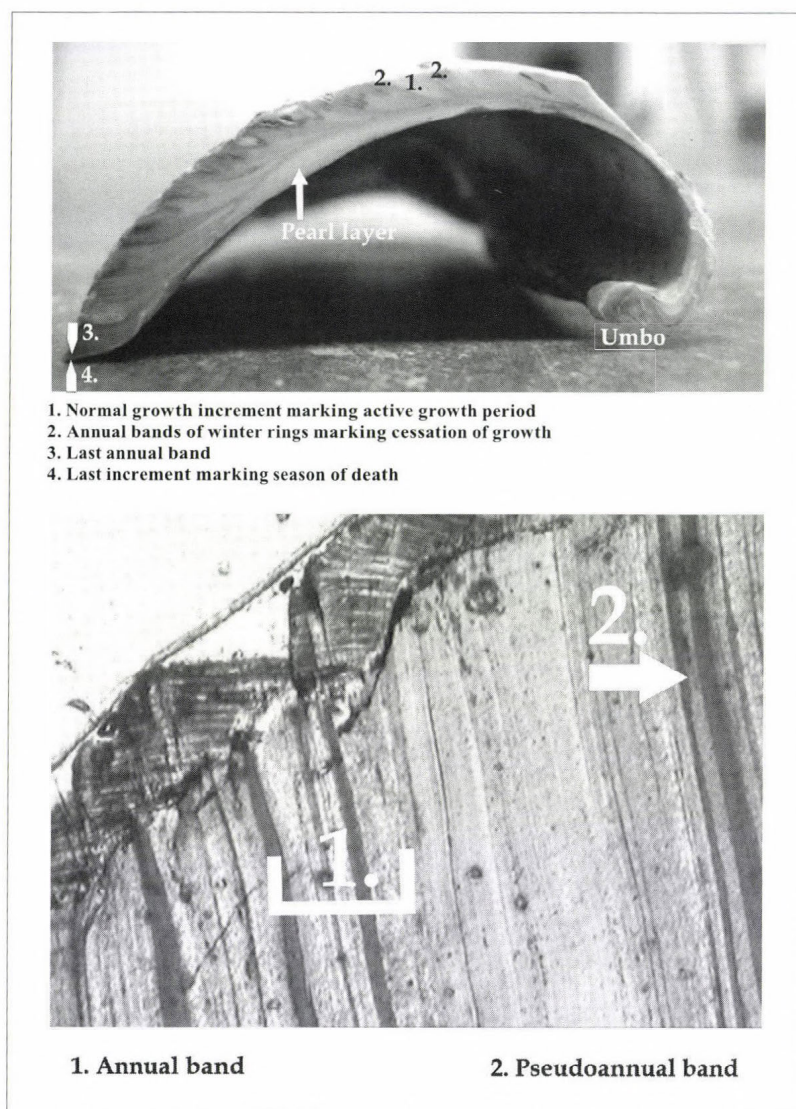 2. 1. 2.
Pearl layer
3.
Umbo
4.
1. Normal growth increment marking active growth period
2. Annual bands of winter rings marking cessation of growth
3. Last annual band
4. Last increment marking season of death
2.
1.
1. Annual band 2. Pseudoannual band